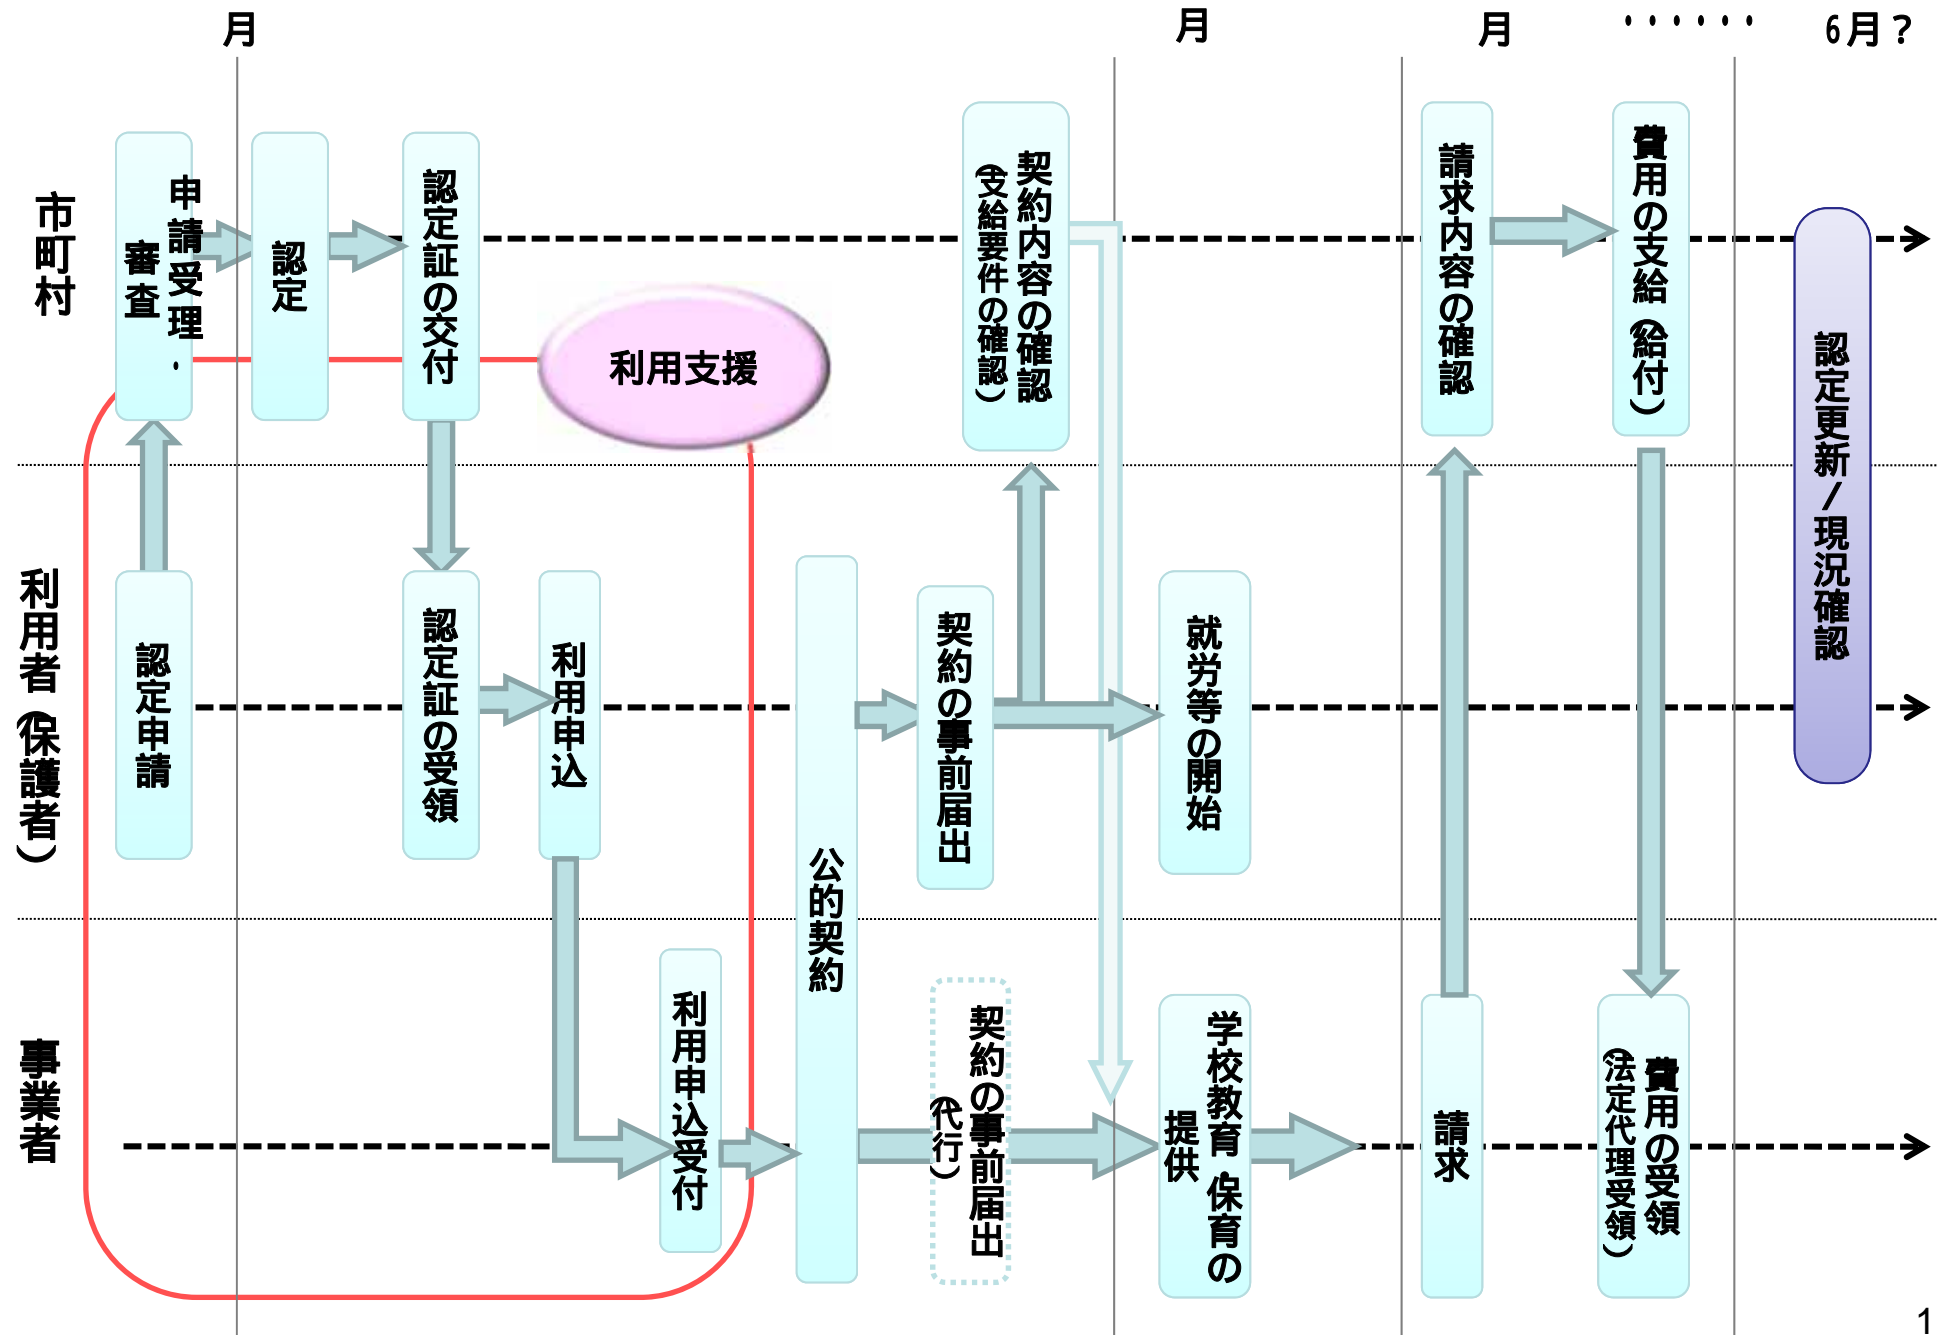 月
月
月
・・・・・・
6月?
市町村
申請受理・
審査
認定
認定証の交付
利用支援
契約内容の確認
(支給要件の確認)
請求内容の確認
費用の支給(給付)
認定更新/現況確認
利用者(保護者)
認定申請
認定証の受領
利用申込
公的契約
契約の事前届出
就労等の開始
事業者
利用申込受付
契約の事前届出
(代行)
学校教育・保育の
提供
請求
費用の受領
(法定代理受領)
1